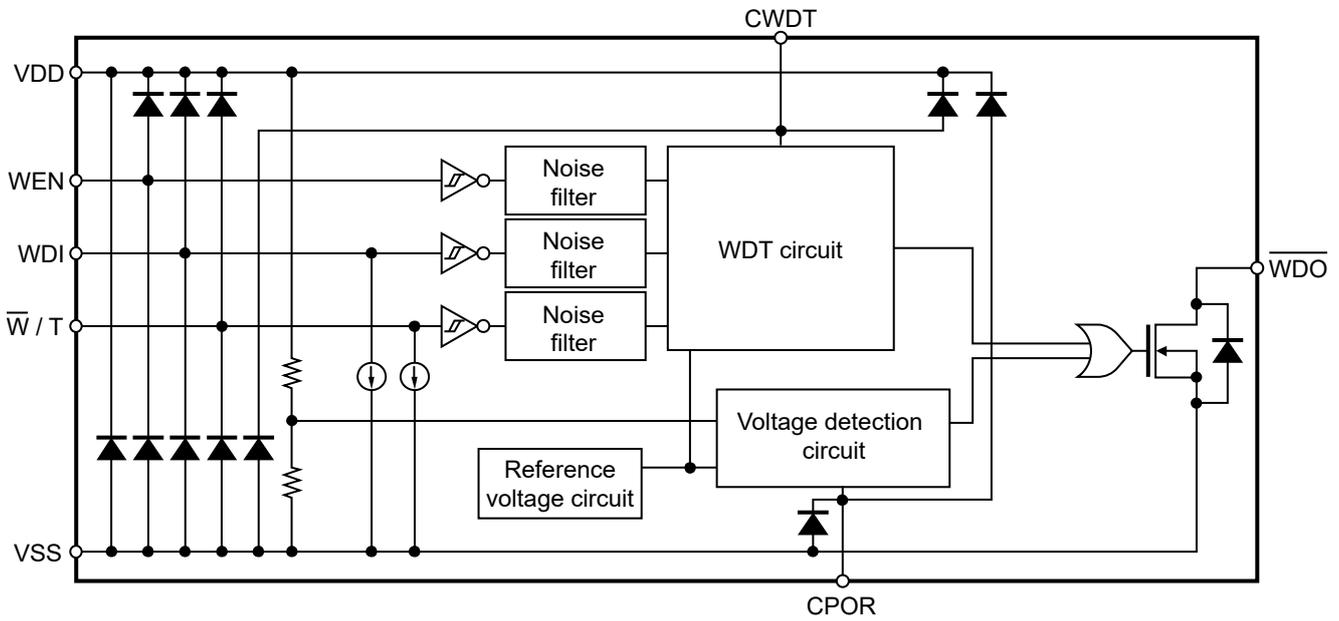 CWDT
VDD
WEN
Noise
filter
WDI
Noise
filter
WDT circuit
W̅D̅O̅
W̅ / T
Noise
filter
Voltage detection
circuit
Reference
voltage circuit
VSS
CPOR